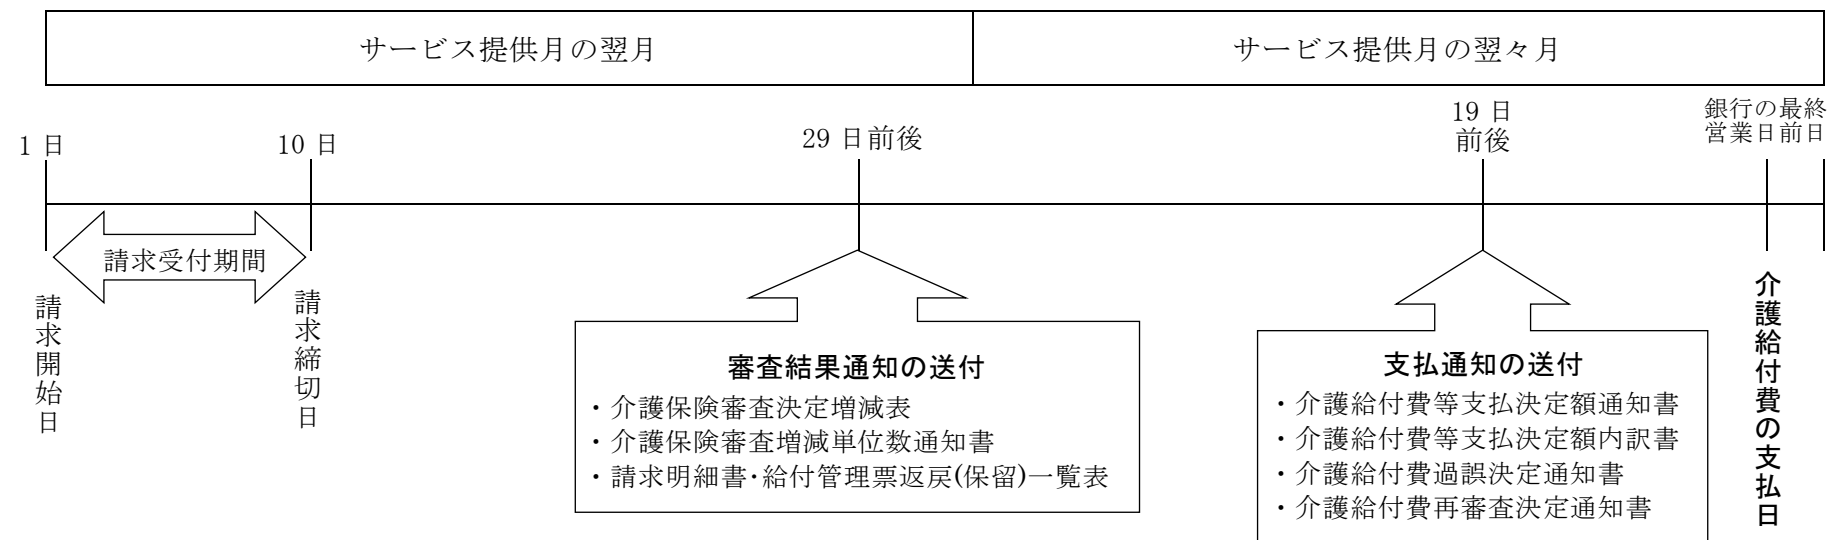 サービス提供月の翌月
サービス提供月の翌々月
1 日
10 日
29 日前後
19 日
前後
銀行の最終
営業日前日
請求受付期間
請求開始日
請求締切日
審査結果通知の送付
・介護保険審査決定増減表
・介護保険審査増減単位数通知書
・請求明細書･給付管理票返戻(保留)一覧表
支払通知の送付
・介護給付費等支払決定額通知書
・介護給付費等支払決定額内訳書
・介護給付費過誤決定通知書
・介護給付費再審査決定通知書
介護給付費の支払日